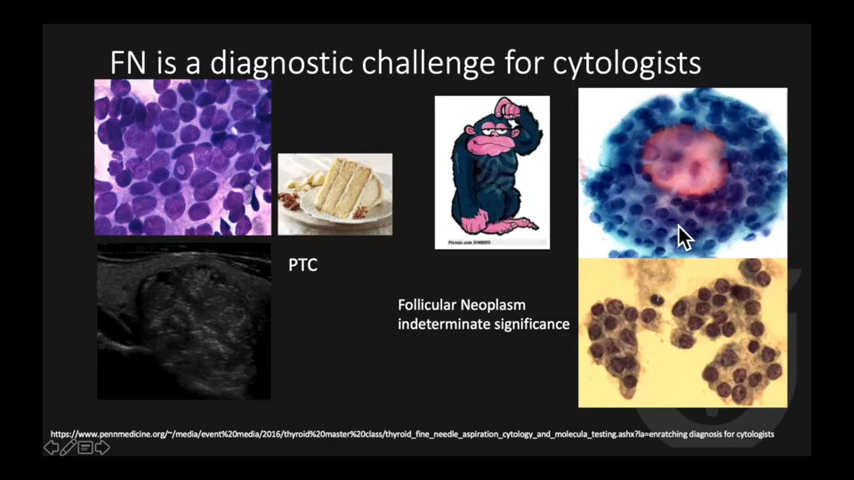 FN is a diagnostic challenge for cytologists
PTC
Follicular Neoplasm
indeterminate significance
https://www.pennmedicine.org/~/media/event%20media/2016/thyroid%20master%20class/thyroid_fine_needle_aspiration_cytology_and_molecula_testing.ashx?la=enratching diagnosis for cytologists